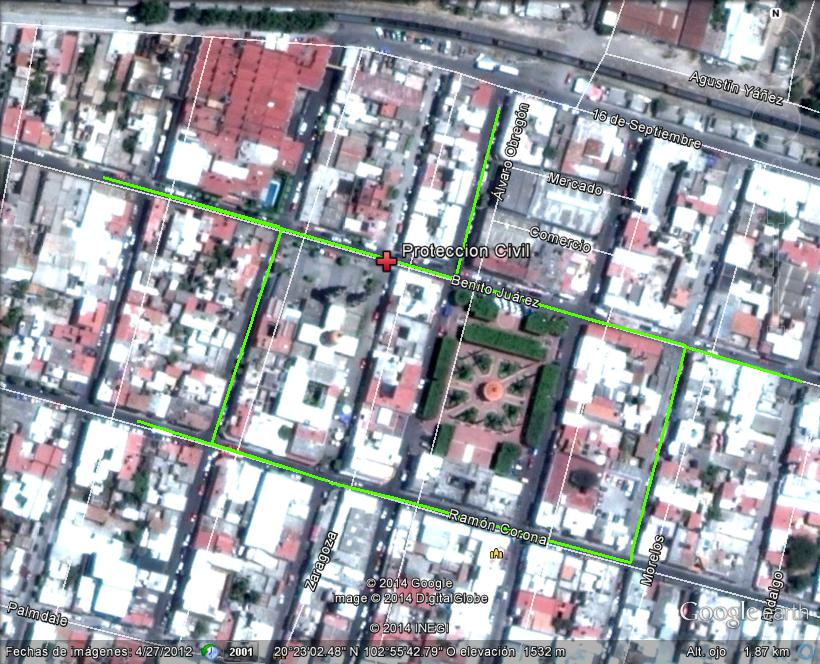 N
Agustín Yáñez
16 de Septiembre
Álvaro Obregón
Mercado
Comercio
Proteccion Civil
Benito Juárez
Ramón Corona
Zaragoza
Morelos
Hidalgo
Palmdale
© 2014 Google
Image © 2014 DigitalGlobe
© 2014 INEGI
Google earth
Fechas de imágenes: 4/27/2012 2001 20°23'02.48" N 102°55'42.79" O elevación 1532 m Alt. ojo 1,87 km